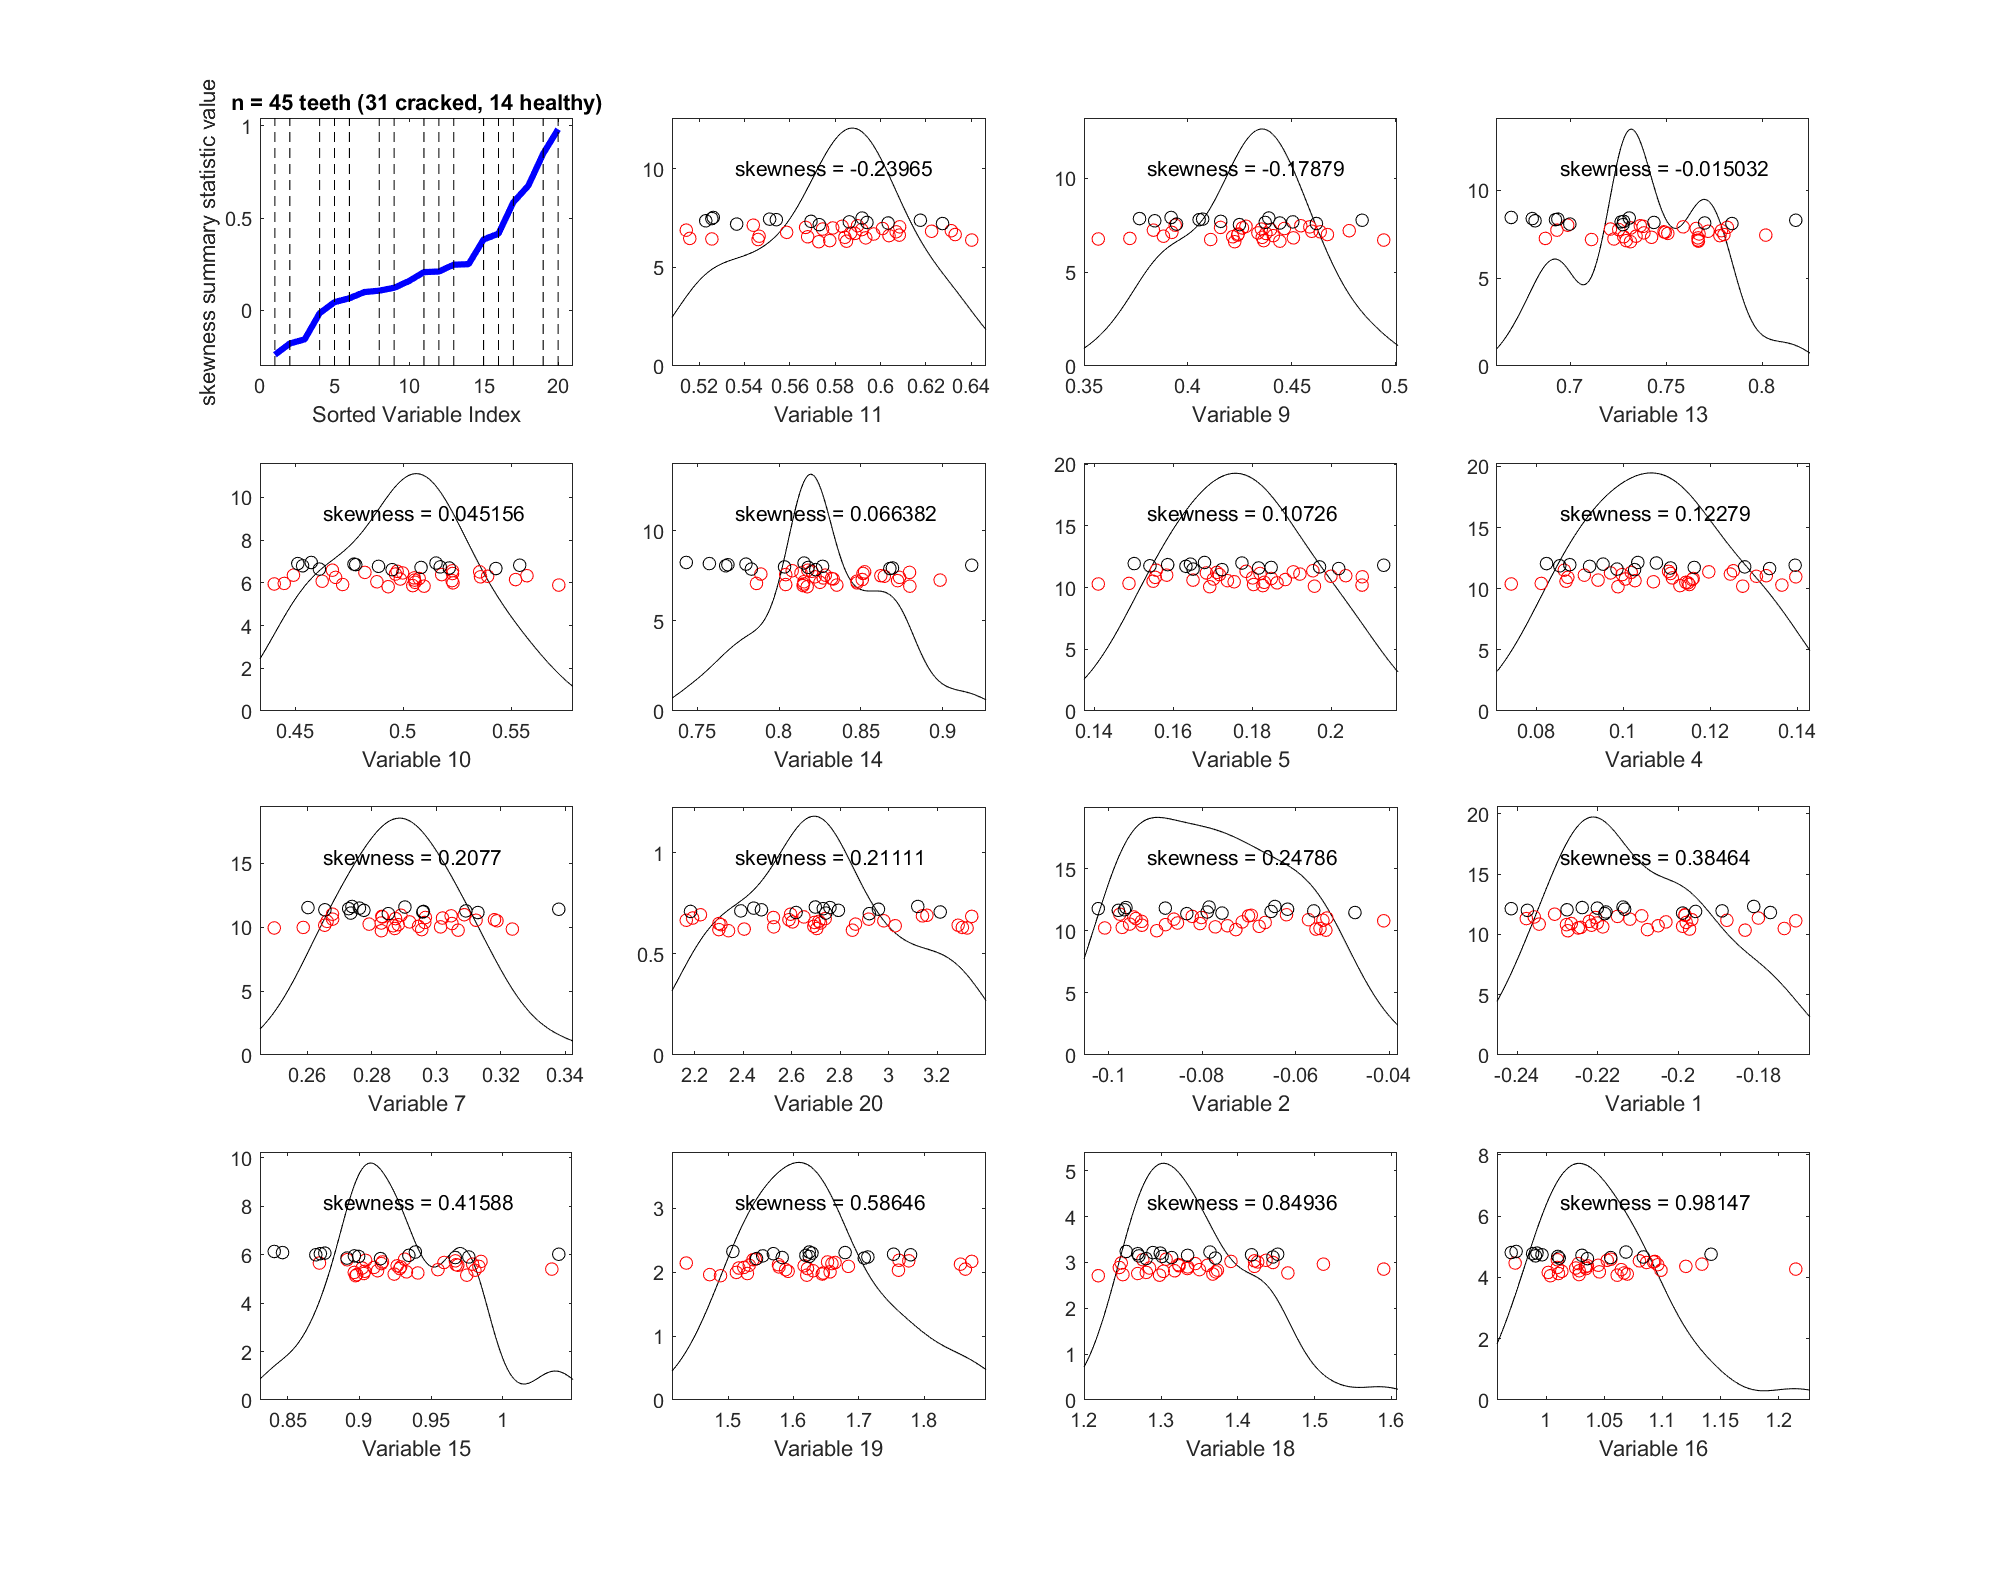 n = 45 teeth (31 cracked, 14 healthy)
skewness summary statistic value
1
0.5
0
0 5 10 15 20
Sorted Variable Index
skewness = -0.23965
10
5
0
0.52 0.54 0.56 0.58 0.6 0.62 0.64
Variable 11
skewness = -0.17879
10
5
0
0.35 0.4 0.45 0.5
Variable 9
skewness = -0.015032
10
5
0
0.7 0.75 0.8
Variable 13
skewness = 0.045156
10
8
6
4
2
0
0.45 0.5 0.55
Variable 10
skewness = 0.066382
10
5
0
0.75 0.8 0.85 0.9
Variable 14
skewness = 0.10726
20
15
10
5
0
0.14 0.16 0.18 0.2
Variable 5
skewness = 0.12279
20
15
10
5
0
0.08 0.1 0.12 0.14
Variable 4
skewness = 0.2077
15
10
5
0
0.26 0.28 0.3 0.32 0.34
Variable 7
skewness = 0.21111
1
0.5
0
2.2 2.4 2.6 2.8 3 3.2
Variable 20
skewness = 0.24786
15
10
5
0
-0.1 -0.08 -0.06 -0.04
Variable 2
skewness = 0.38464
20
15
10
5
0
-0.24 -0.22 -0.2 -0.18
Variable 1
skewness = 0.41588
10
8
6
4
2
0
0.85 0.9 0.95 1
Variable 15
skewness = 0.58646
3
2
1
0
1.5 1.6 1.7 1.8
Variable 19
skewness = 0.84936
5
4
3
2
1
0
1.2 1.3 1.4 1.5 1.6
Variable 18
skewness = 0.98147
8
6
4
2
0
1 1.05 1.1 1.15 1.2
Variable 16